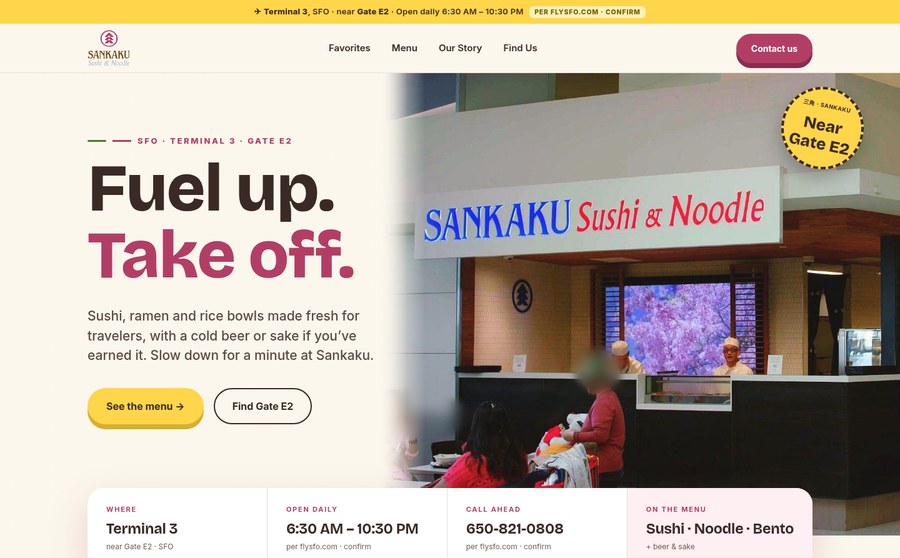 ✈ Terminal 3, SFO · near Gate E2 · Open daily 6:30 AM – 10:30 PM PER FLYSFO.COM · CONFIRM
SANKAKU
Sushi & Noodle
Favorites
Menu
Our Story
Find Us
Contact us
三角 · SANKAKU
Near
Gate E2
SFO · TERMINAL 3 · GATE E2
Fuel up.
Take off.
SANKAKU Sushi & Noodle
Sushi, ramen and rice bowls made fresh for
travelers, with a cold beer or sake if you’ve
earned it. Slow down for a minute at Sankaku.
See the menu →
Find Gate E2
WHERE
Terminal 3
near Gate E2 · SFO
OPEN DAILY
6:30 AM – 10:30 PM
per flysfo.com · confirm
CALL AHEAD
650-821-0808
per flysfo.com · confirm
ON THE MENU
Sushi · Noodle · Bento
+ beer & sake